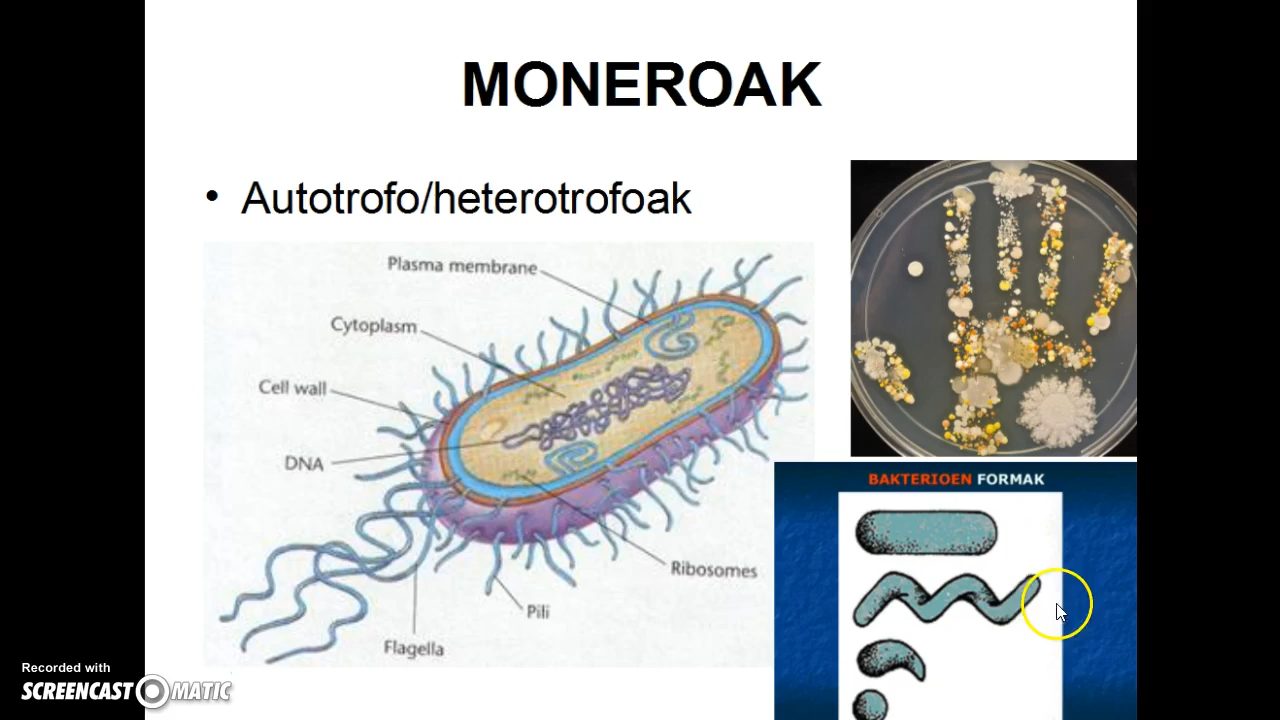 MONEROAK
• Autotrofo/heterotrofoak
Plasma membrane
Cytoplasm
Cell wall
DNA
Ribosomes
Pili
Flagella
BAKTERIOEN FORMAK
Recorded with
SCREENCAST MATIC